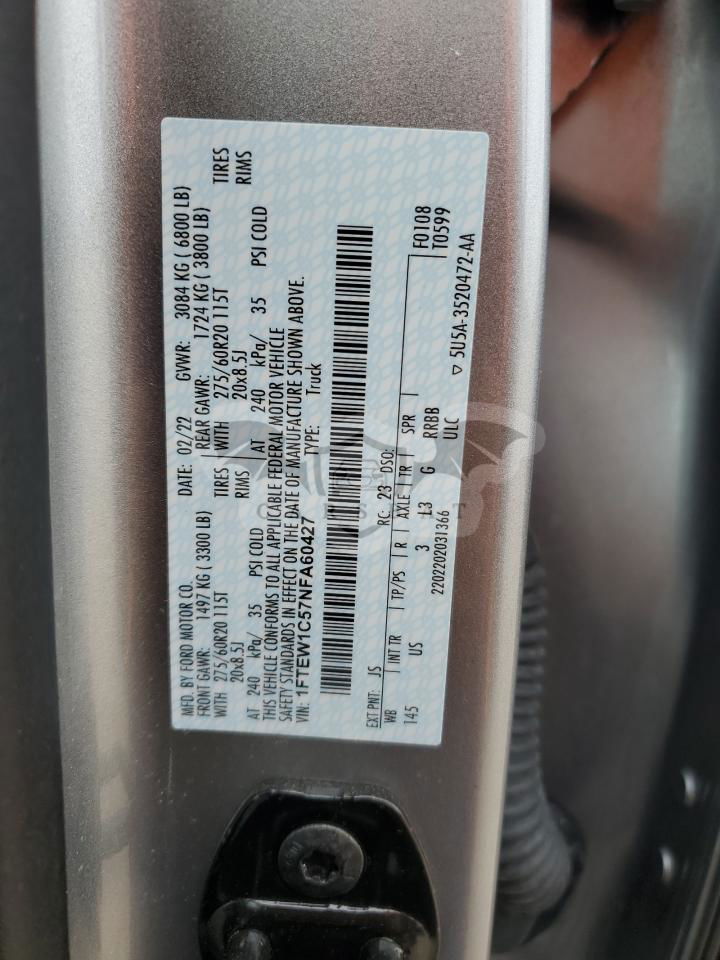 MFD. BY FORD MOTOR CO. DATE: 02/22 GVWR: 3084 KG ( 6800 LB)
FRONT GAWR: 1497 KG ( 3300 LB) REAR GAWR: 1724 KG ( 3800 LB)
WITH 275/60R20 115T TIRES WITH 275/60R20 115T TIRES
20x8.5J RIMS 20x8.5J RIMS
AT 240 kPa/ 35 PSI COLD AT 240 kPa/ 35 PSI COLD
THIS VEHICLE CONFORMS TO ALL APPLICABLE FEDERAL MOTOR VEHICLE
SAFETY STANDARDS IN EFFECT ON THE DATE OF MANUFACTURE SHOWN ABOVE.
VIN: 1FTEW1C57NFA60427 TYPE: Truck
EXT PNT: JS RC: 23 DSO: F0108
WB INT TR TP/PS R AXLE TR SPR T0599
145 US 3 L3 G RRBB
ULC
2202202031366 ▽ 5U5A-3520472-AA